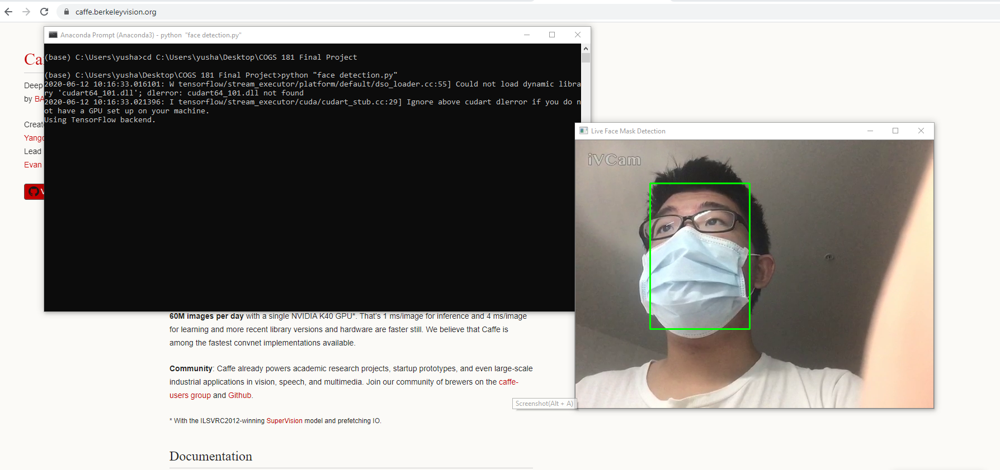 caffe.berkeleyvision.org
Anaconda Prompt (Anaconda3) - python "face detection.py"
(base) C:\Users\yusha>cd C:\Users\yusha\Desktop\COGS 181 Final Project
(base) C:\Users\yusha\Desktop\COGS 181 Final Project>python "face detection.py"
2020-06-12 10:16:33.016101: W tensorflow/stream_executor/platform/default/dso_loader.cc:55] Could not load dynamic libra
ry 'cudart64_101.dll'; dlerror: cudart64_101.dll not found
2020-06-12 10:16:33.021396: I tensorflow/stream_executor/cuda/cudart_stub.cc:29] Ignore above cudart dlerror if you do n
ot have a GPU set up on your machine.
Using TensorFlow backend.
Ca
Deep
by BA
Creat
Yangq
Lead
Evan
V
Live Face Mask Detection
iVCam
60M images per day with a single NVIDIA K40 GPU*. That's 1 ms/image for inference and 4 ms/image
for learning and more recent library versions and hardware are faster still. We believe that Caffe is
among the fastest convnet implementations available.
Community: Caffe already powers academic research projects, startup prototypes, and even large-scale
industrial applications in vision, speech, and multimedia. Join our community of brewers on the caffe-
users group and Github.
Screenshot(Alt + A)
* With the ILSVRC2012-winning SuperVision model and prefetching IO.
Documentation